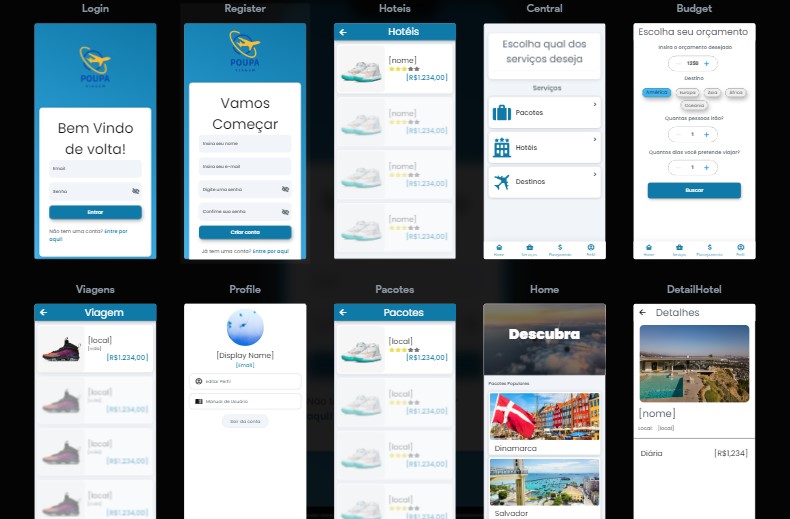 Login
Register
Hoteis
Central
Budget
POUPA
Bem Vindo
de volta!
Email
Senha
Entrar
Não tem uma conta? Entre por
aqui!
POUPA
Vamos
Começar
Insira seu nome
Insira seu e-mail
Digite uma senha
Confirme sua senha
Criar conta
Já tem uma conta? Entre por aqui!
Hotéis
[nome]
[R$1.234,00]
[nome]
[R$1.234,00]
[nome]
[R$1.234,00]
[nome]
[R$1.234,00]
Escolha qual dos
serviços deseja
Serviços
Pacotes
Hotéis
Destinos
Home
Serviços
Planejamento
Perfil
Escolha seu orçamento
Insira o orçamento desejado
- 1250 +
Destino
América
Europa
Ásia
África
Oceania
Quantas pessoas irão?
- 1 +
Quantos dias você pretende viajar?
- 1 +
Buscar
Home
Serviços
Planejamento
Perfil
Viagens
Profile
Pacotes
Home
DetailHotel
Viagem
[local]
[R$1.234,00]
[local]
[R$1.234,00]
[local]
[R$1.234,00]
[local]
[R$1.234,00]
[Display Name]
[Email]
Editar Perfil
Manual de Usuário
Sair da conta
Pacotes
[local]
[R$1.234,00]
[local]
[R$1.234,00]
[local]
[R$1.234,00]
[local]
[R$1.234,00]
Descubra
Pacotes Populares
Dinamarca
Salvador
Detalhes
[nome]
Local: [local]
Diária [R$1,234]